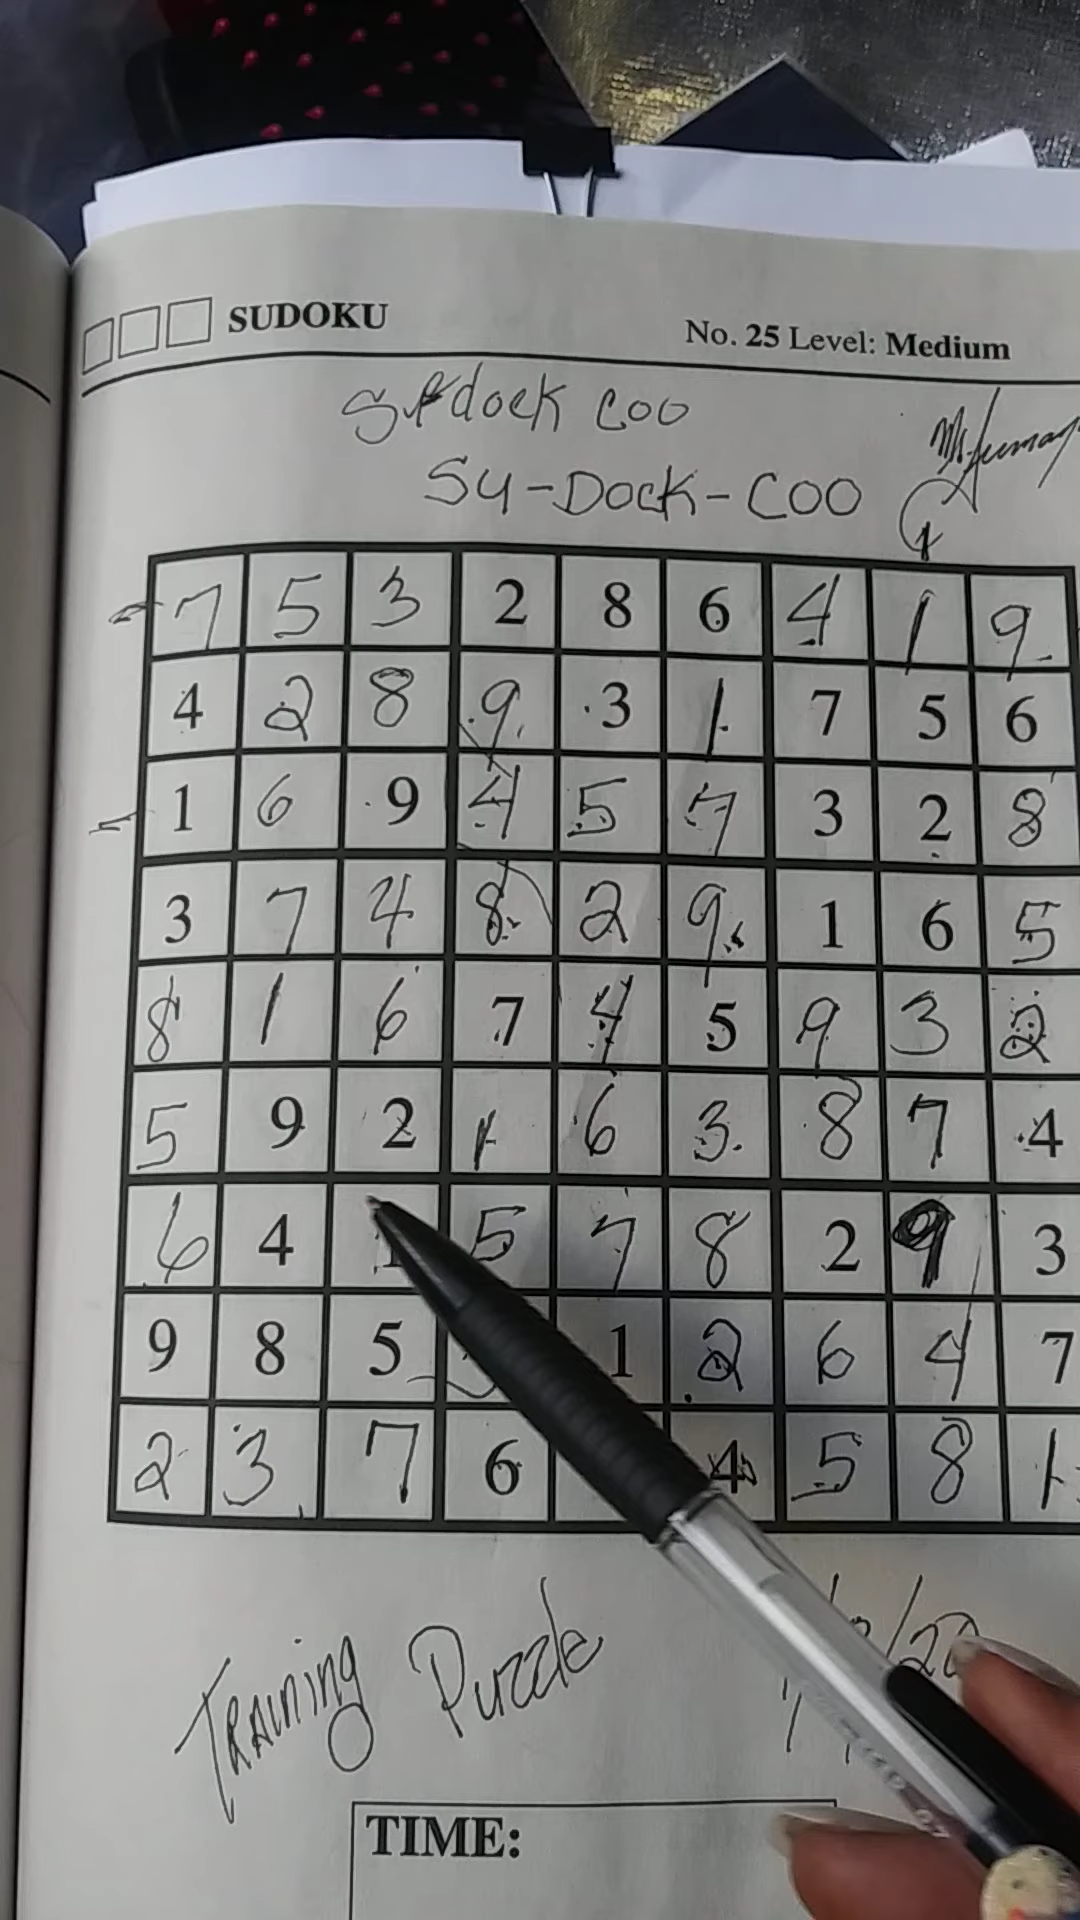 SUDOKU No. 25 Level: Medium
Sudock coo
Su-Dock-Coo
7 5 3 2 8 6 4 1 9
4 2 8 9 3 1 7 5 6
1 6 9 4 5 7 3 2 8
3 7 4 8 2 9 1 6 5
8 1 6 7 4 5 9 3 2
5 9 2 1 6 3 8 7 4
6 4 1 5 7 8 2 9 3
9 8 5 1 2 6 4 7
2 3 7 6 4 5 8 1
Training Puzzle
TIME: